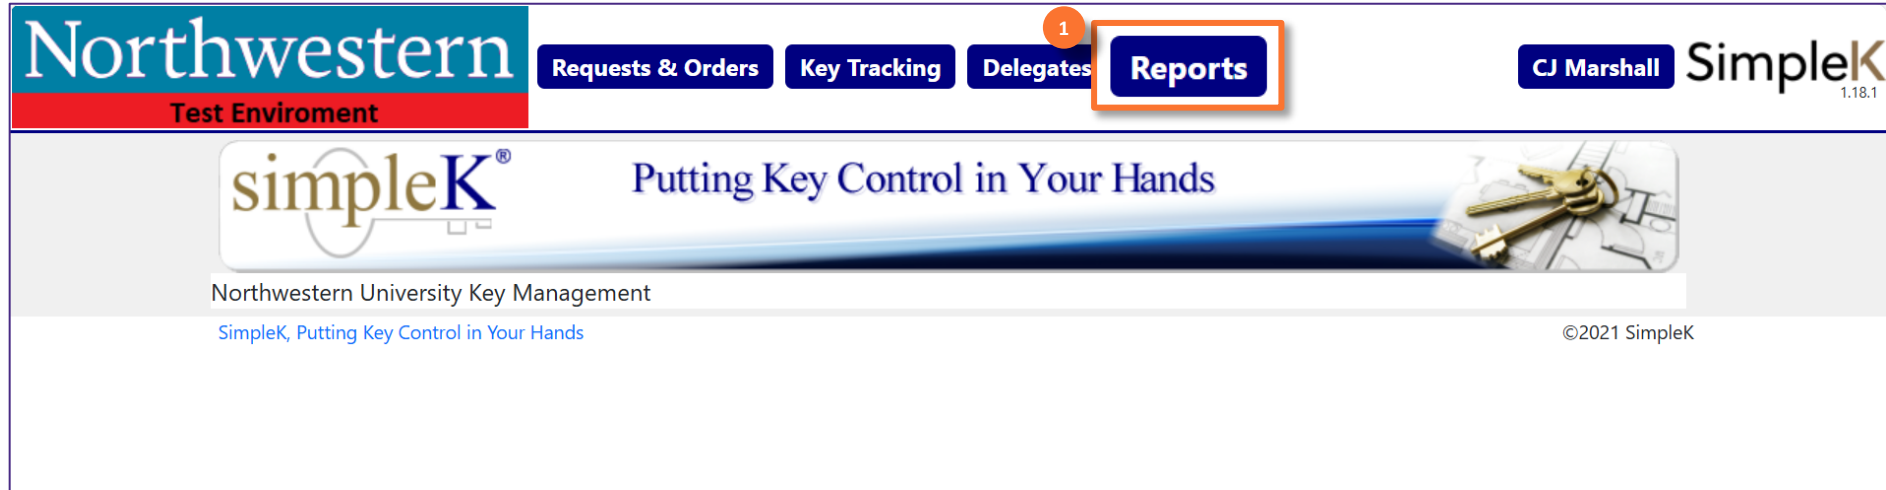 Northwestern
Test Enviroment
Requests & Orders
Key Tracking
Delegates
1
Reports
CJ Marshall
SimpleK
1.18.1
simpleK®
Putting Key Control in Your Hands
Northwestern University Key Management
SimpleK, Putting Key Control in Your Hands
©2021 SimpleK